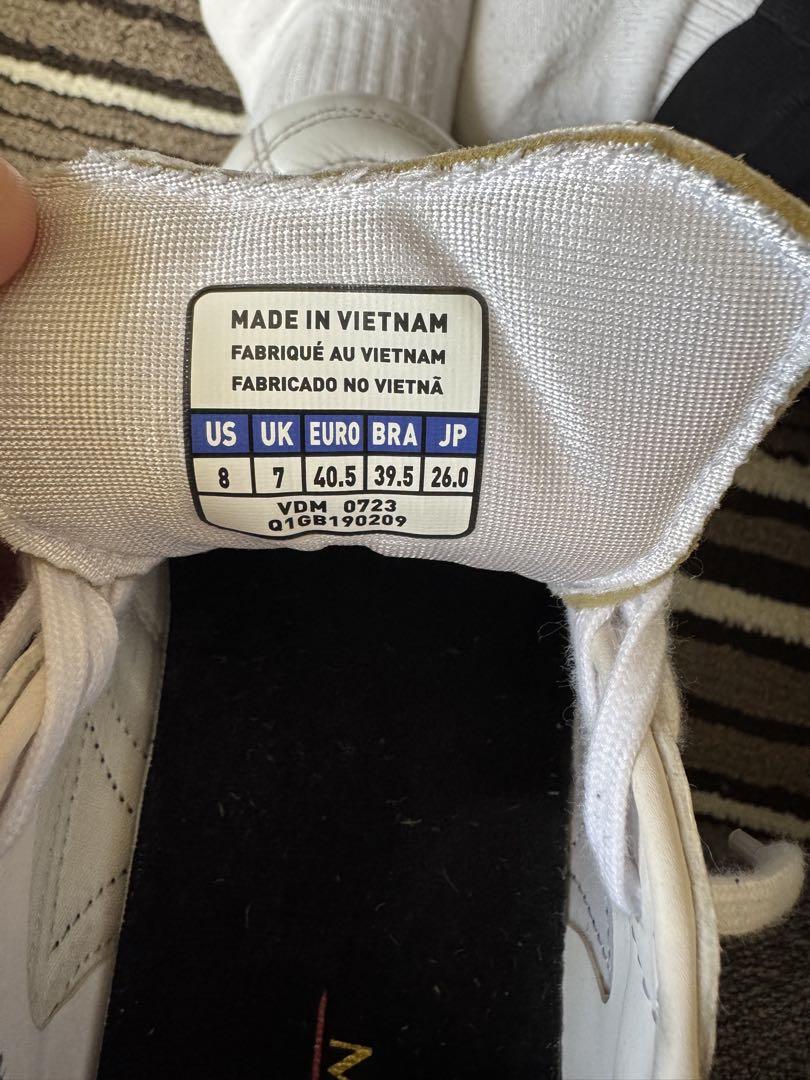 MADE IN VIETNAM
FABRIQUÉ AU VIETNAM
FABRICADO NO VIETNÃ
US UK EURO BRA JP
8 7 40.5 39.5 26.0
VDM 0723
Q1GB190209
M